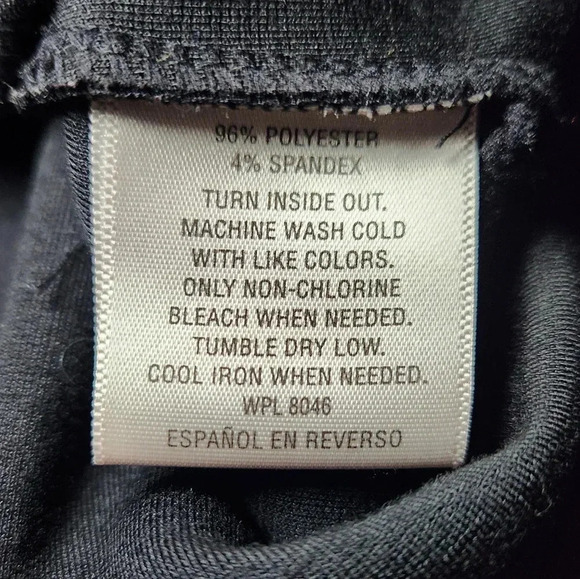 96% POLYESTER
4% SPANDEX
TURN INSIDE OUT.
MACHINE WASH COLD
WITH LIKE COLORS.
ONLY NON-CHLORINE
BLEACH WHEN NEEDED.
TUMBLE DRY LOW.
COOL IRON WHEN NEEDED.
WPL 8046
ESPAÑOL EN REVERSO